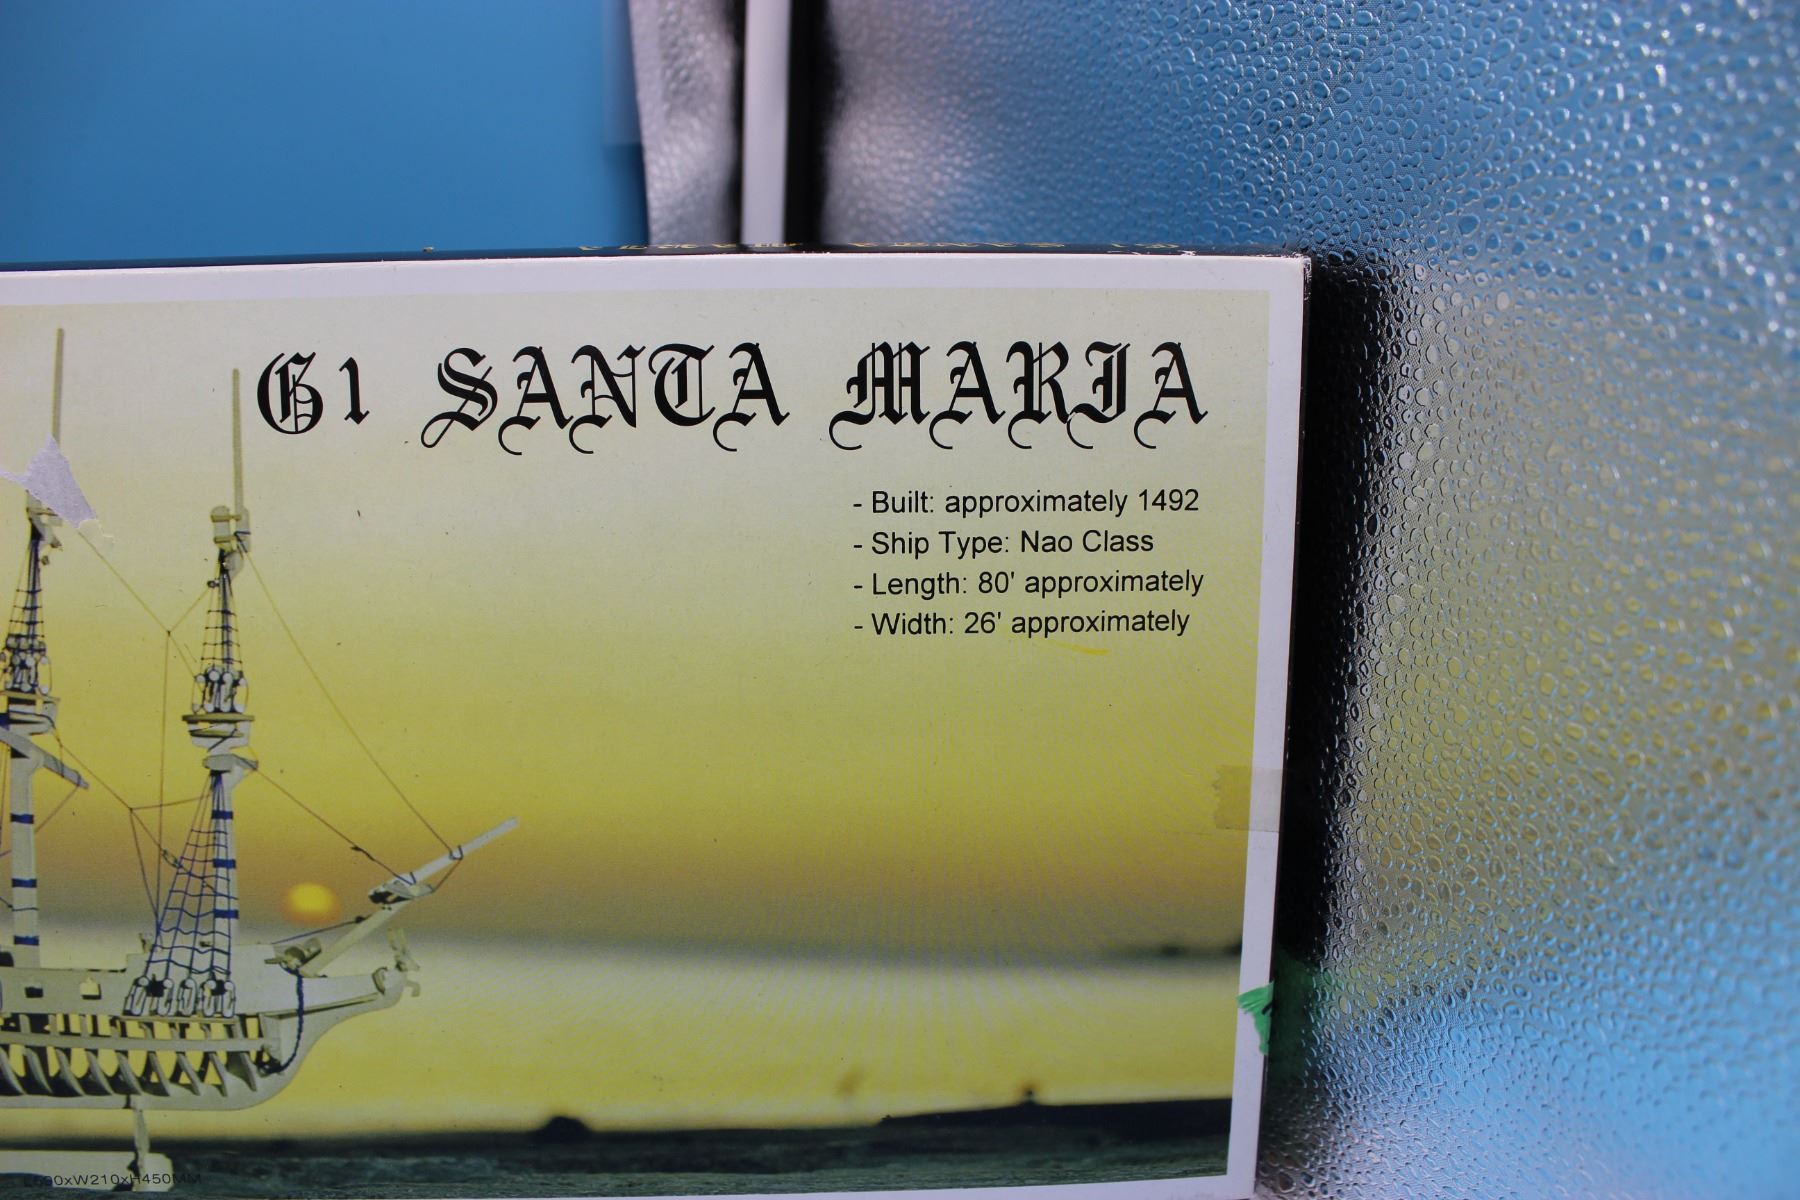 G1 SANTA MARIA
- Built: approximately 1492
- Ship Type: Nao Class
- Length: 80' approximately
- Width: 26' approximately